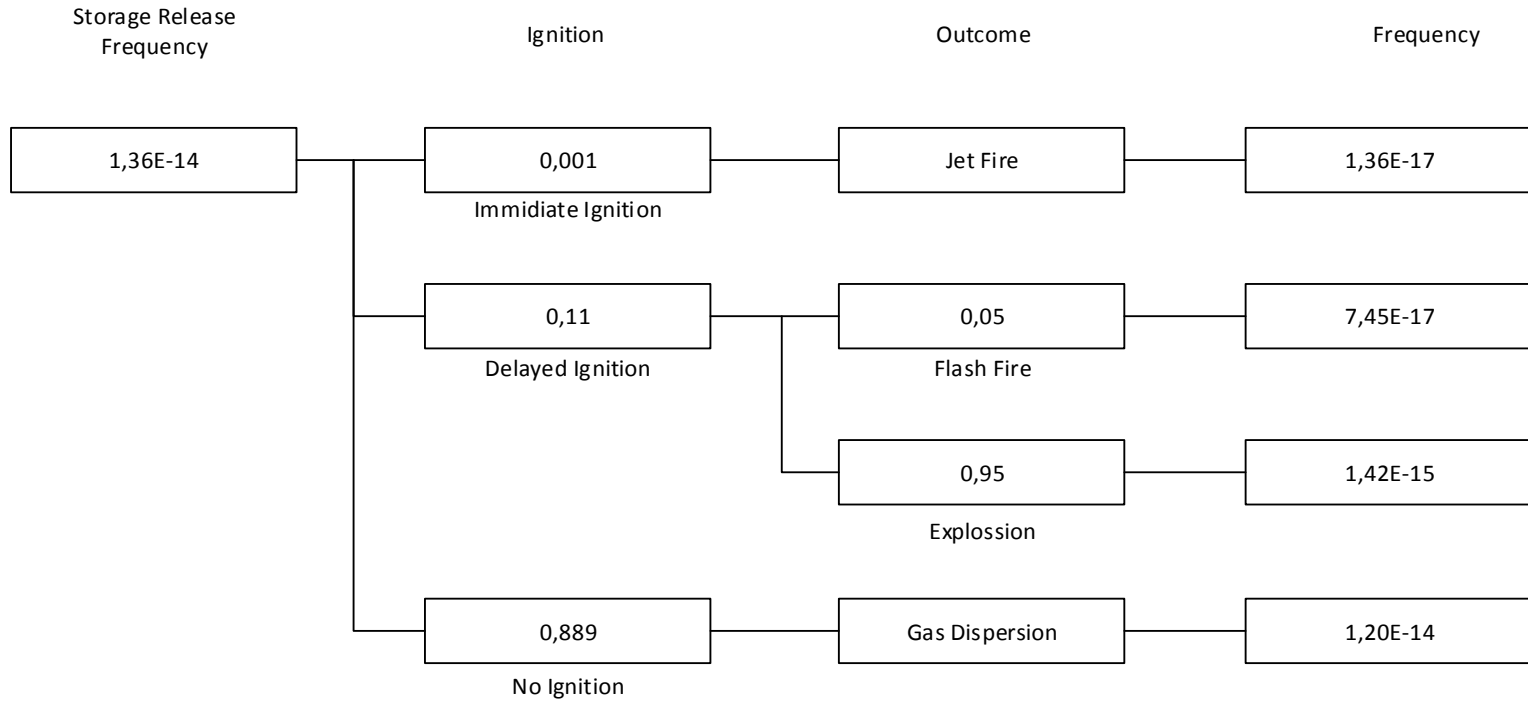 Storage Release
Frequency
Ignition
Outcome
Frequency
1,36E-14
0,001
Jet Fire
1,36E-17
Immidiate Ignition
0,11
0,05
7,45E-17
Delayed Ignition
Flash Fire
0,95
1,42E-15
Explossion
0,889
Gas Dispersion
1,20E-14
No Ignition